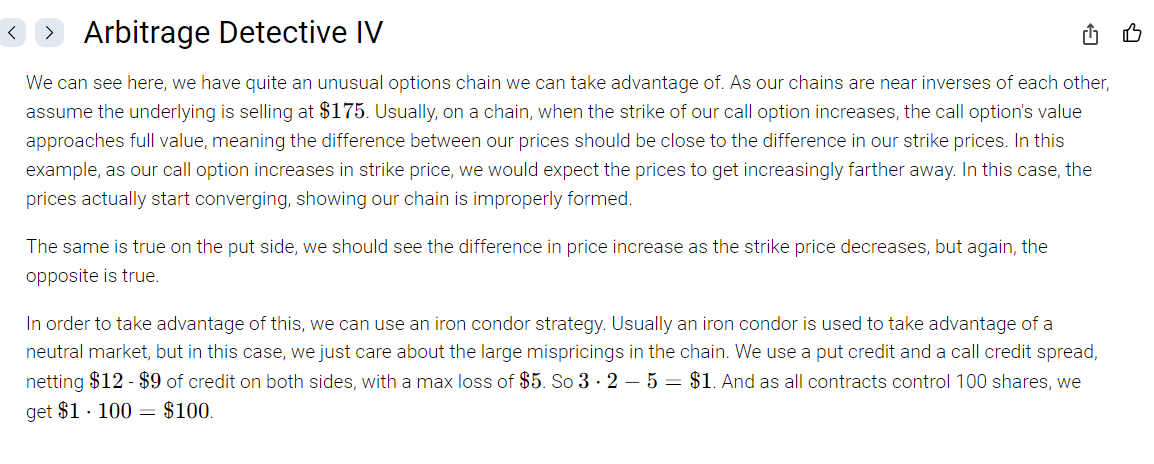 Arbitrage Detective IV
We can see here, we have quite an unusual options chain we can take advantage of. As our chains are near inverses of each other,
assume the underlying is selling at $175. Usually, on a chain, when the strike of our call option increases, the call option's value
approaches full value, meaning the difference between our prices should be close to the difference in our strike prices. In this
example, as our call option increases in strike price, we would expect the prices to get increasingly farther away. In this case, the
prices actually start converging, showing our chain is improperly formed.
The same is true on the put side, we should see the difference in price increase as the strike price decreases, but again, the
opposite is true.
In order to take advantage of this, we can use an iron condor strategy. Usually an iron condor is used to take advantage of a
neutral market, but in this case, we just care about the large mispricings in the chain. We use a put credit and a call credit spread,
netting $12 - $9 of credit on both sides, with a max loss of $5. So 3 · 2 − 5 = $1. And as all contracts control 100 shares, we
get $1 · 100 = $100.